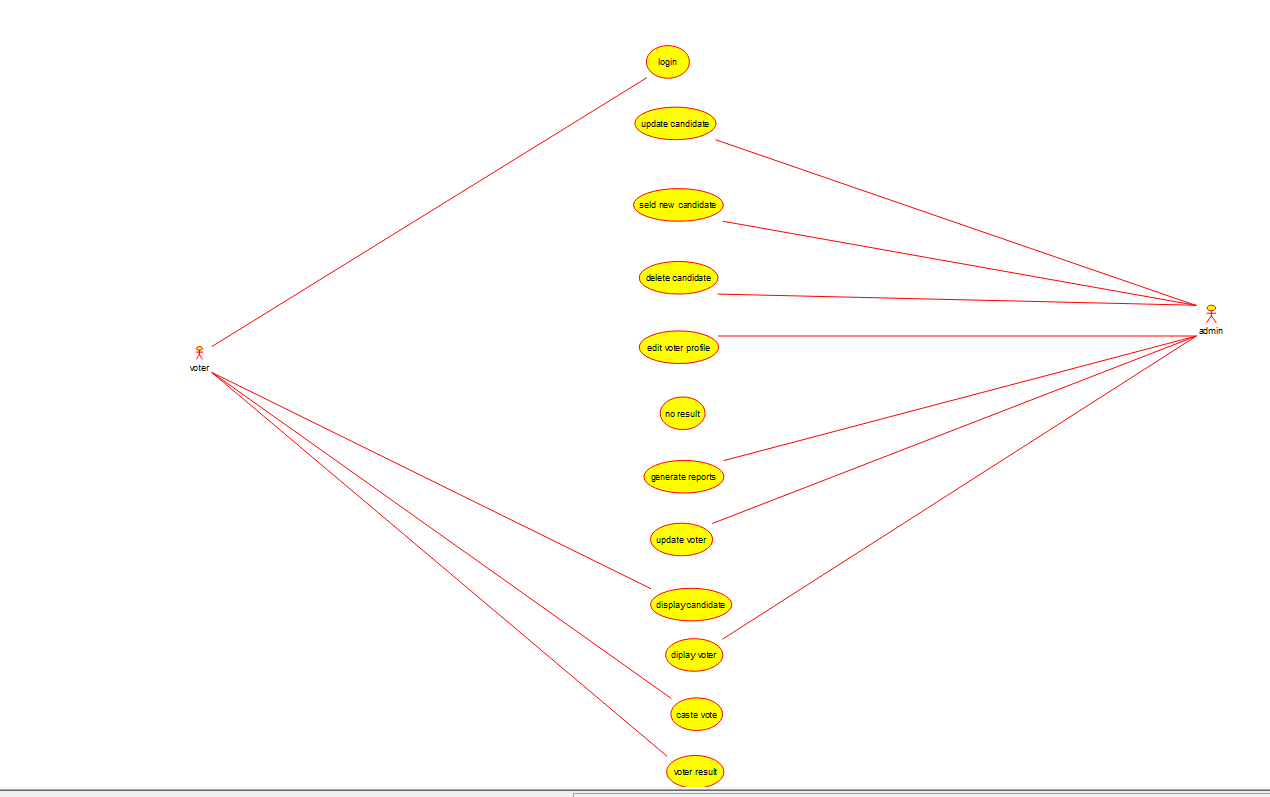 login
update candidate
seld new candidate
delete candidate
admin
edit voter profile
voter
no result
generate reports
update voter
displaycandidate
diplay voter
caste vote
voter result